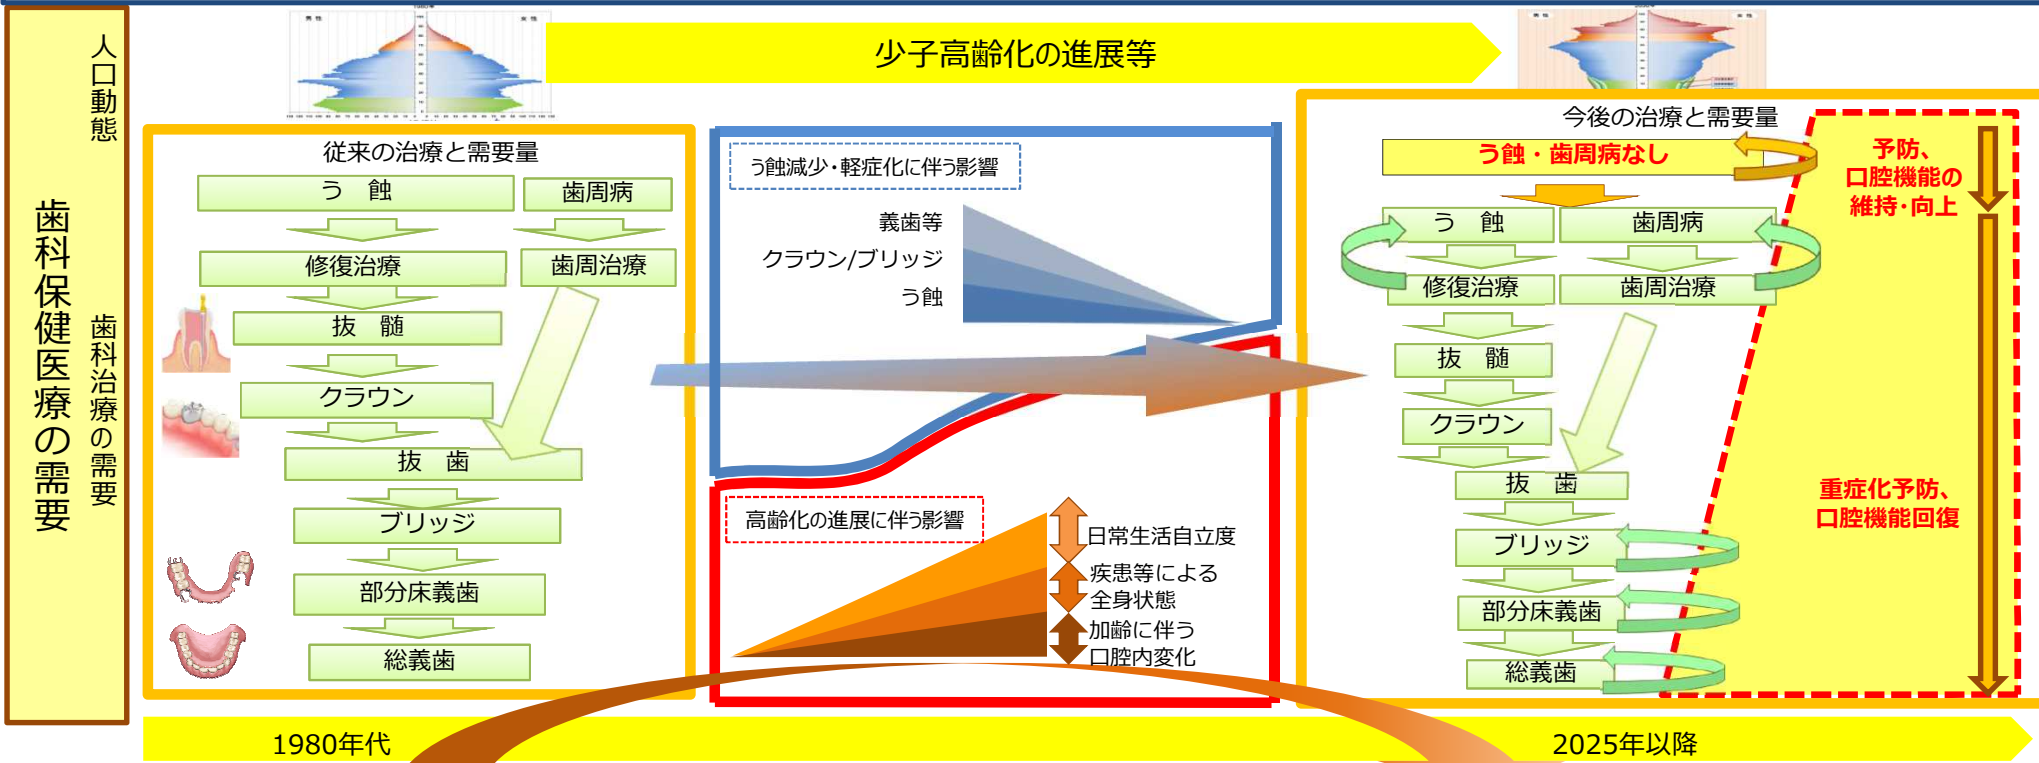 人口動態
歯科保健医療の需要
歯科治療の需要
男 性
女 性
少子高齢化の進展等
男 性
女 性
従来の治療と需要量
う 蝕
歯周病
修復治療
歯周治療
抜 髄
クラウン
抜 歯
ブリッジ
部分床義歯
総義歯
う蝕減少・軽症化に伴う影響
義歯等
クラウン/ブリッジ
う蝕
高齢化の進展に伴う影響
日常生活自立度
疾患等による
全身状態
加齢に伴う
口腔内変化
今後の治療と需要量
う蝕・歯周病なし
う 蝕
歯周病
修復治療
歯周治療
抜 髄
クラウン
抜 歯
ブリッジ
部分床義歯
総義歯
予防、
口腔機能の
維持・向上
重症化予防、
口腔機能回復
1980年代
2025年以降